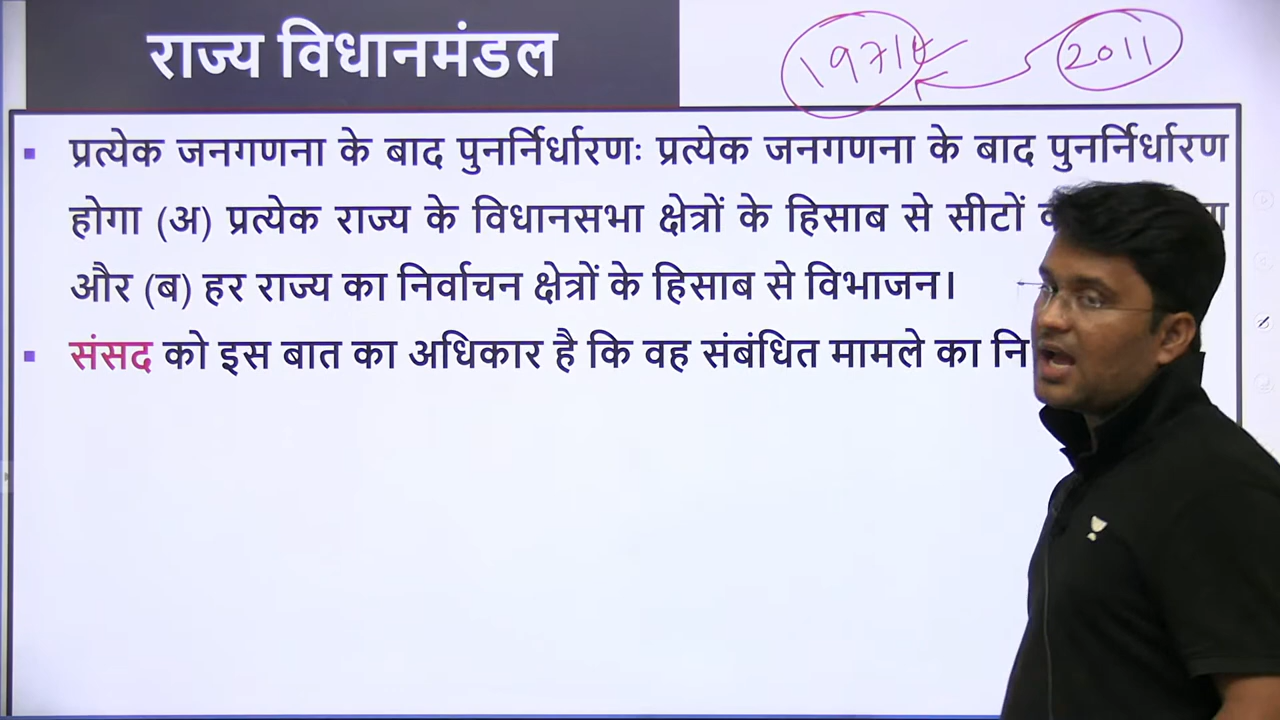 राज्य विधानमंडल
1971 2011
प्रत्येक जनगणना के बाद पुनर्निर्धारणः प्रत्येक जनगणना के बाद पुनर्निर्धारण
होगा (अ) प्रत्येक राज्य के विधानसभा क्षेत्रों के हिसाब से सीटों
और (ब) हर राज्य का निर्वाचन क्षेत्रों के हिसाब से विभाजन।
संसद को इस बात का अधिकार है कि वह संबंधित मामले का